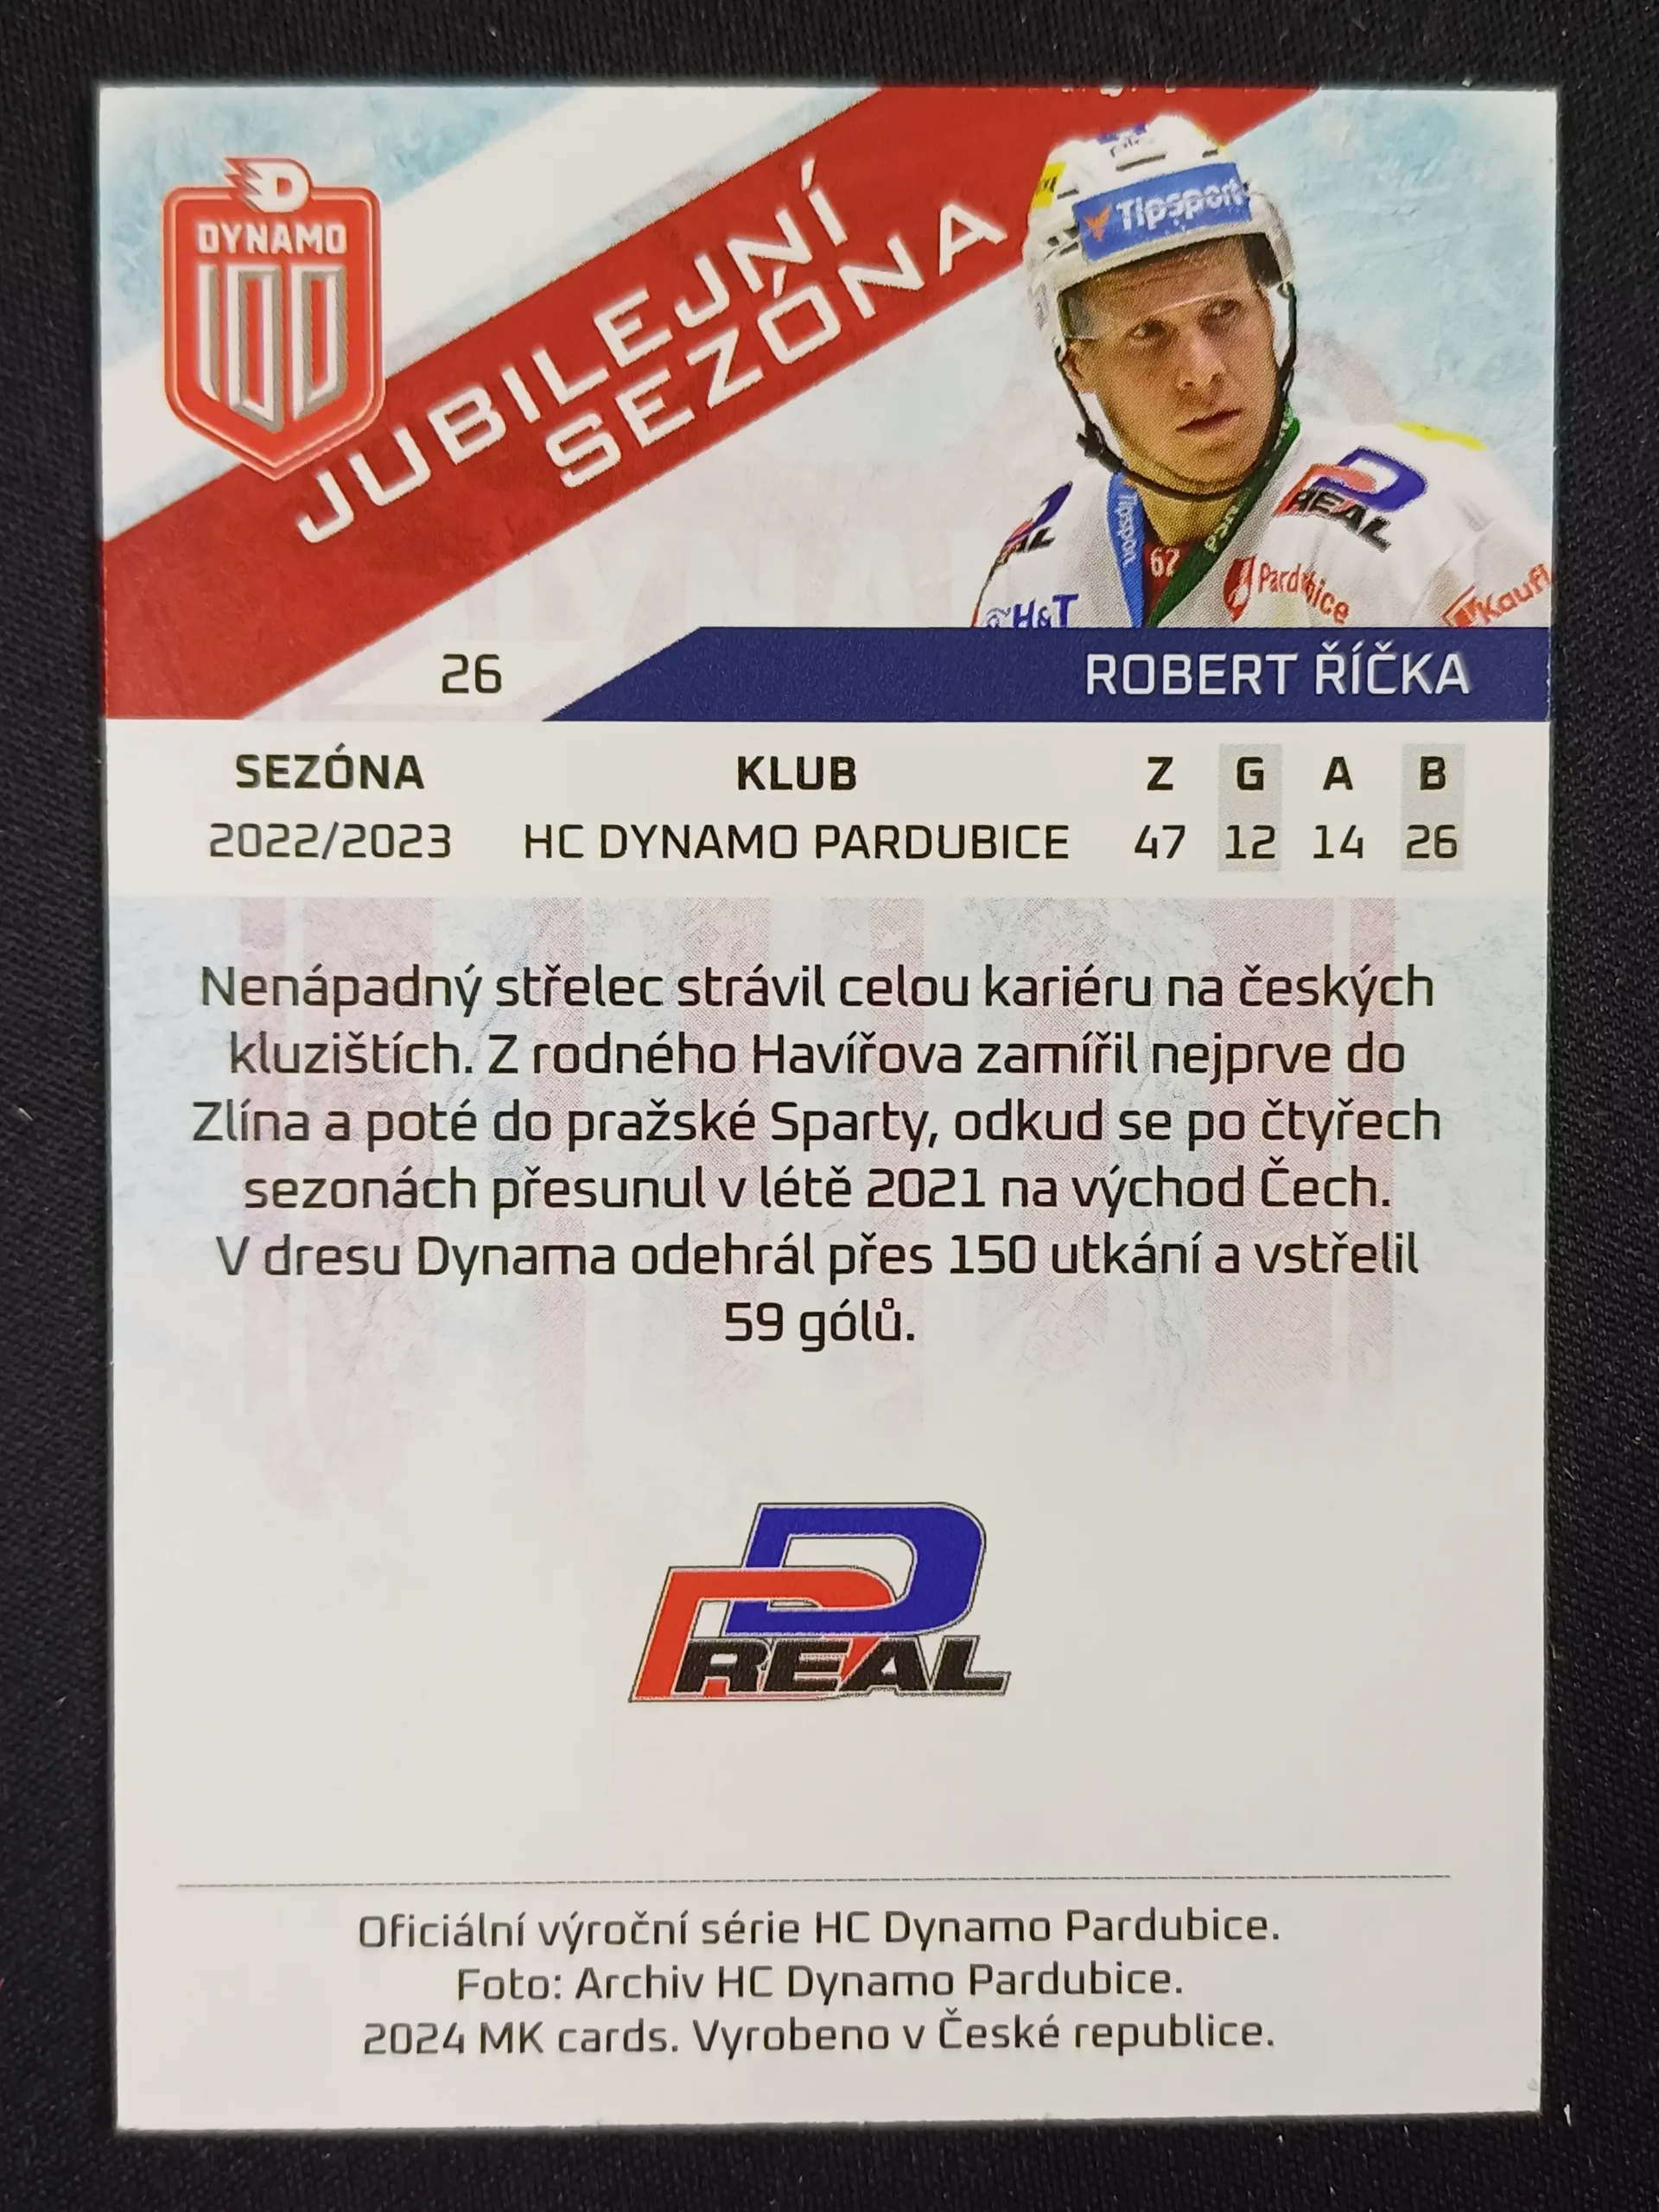 DYNAMO
100
JUBILEJNÍ
SEZÓNA
Tipsport
Tipsport
62
REAL
Pardubice
H&T
26
ROBERT ŘÍČKA
SEZÓNA KLUB Z G A B
2022/2023 HC DYNAMO PARDUBICE 47 12 14 26
Nenápadný střelec strávil celou kariéru na českých
kluzištích. Z rodného Havířova zamířil nejprve do
Zlína a poté do pražské Sparty, odkud se po čtyřech
sezonách přesunul v létě 2021 na východ Čech.
V dresu Dynama odehrál přes 150 utkání a vstřelil
59 gólů.
REAL
Oficiální výroční série HC Dynamo Pardubice.
Foto: Archiv HC Dynamo Pardubice.
2024 MK cards. Vyrobeno v České republice.